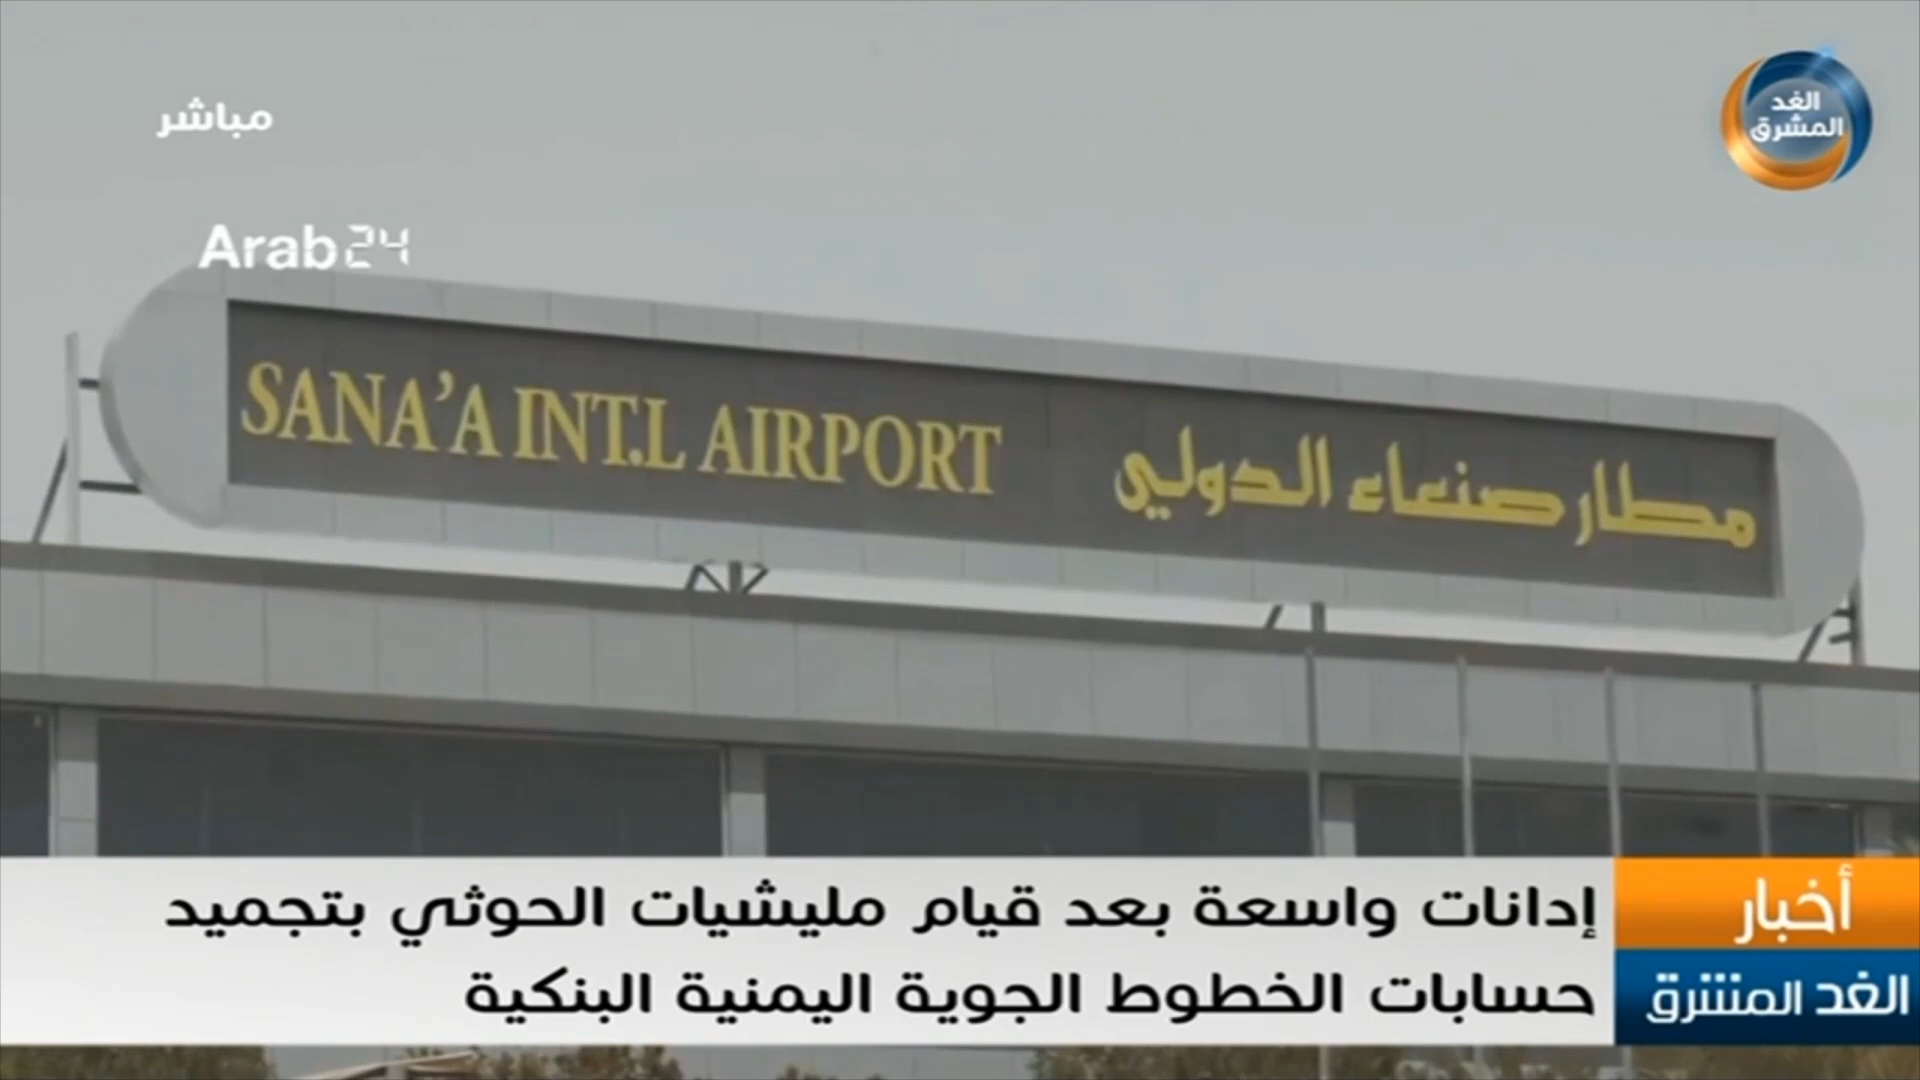 مباشر
الغد
المشرق
Arab24
SANA'A INT.L AIRPORT
مطار صنعاء الدولي
أخبار
الغد المشرق
إدانات واسعة بعد قيام مليشيات الحوثي بتجميد
حسابات الخطوط الجوية اليمنية البنكية